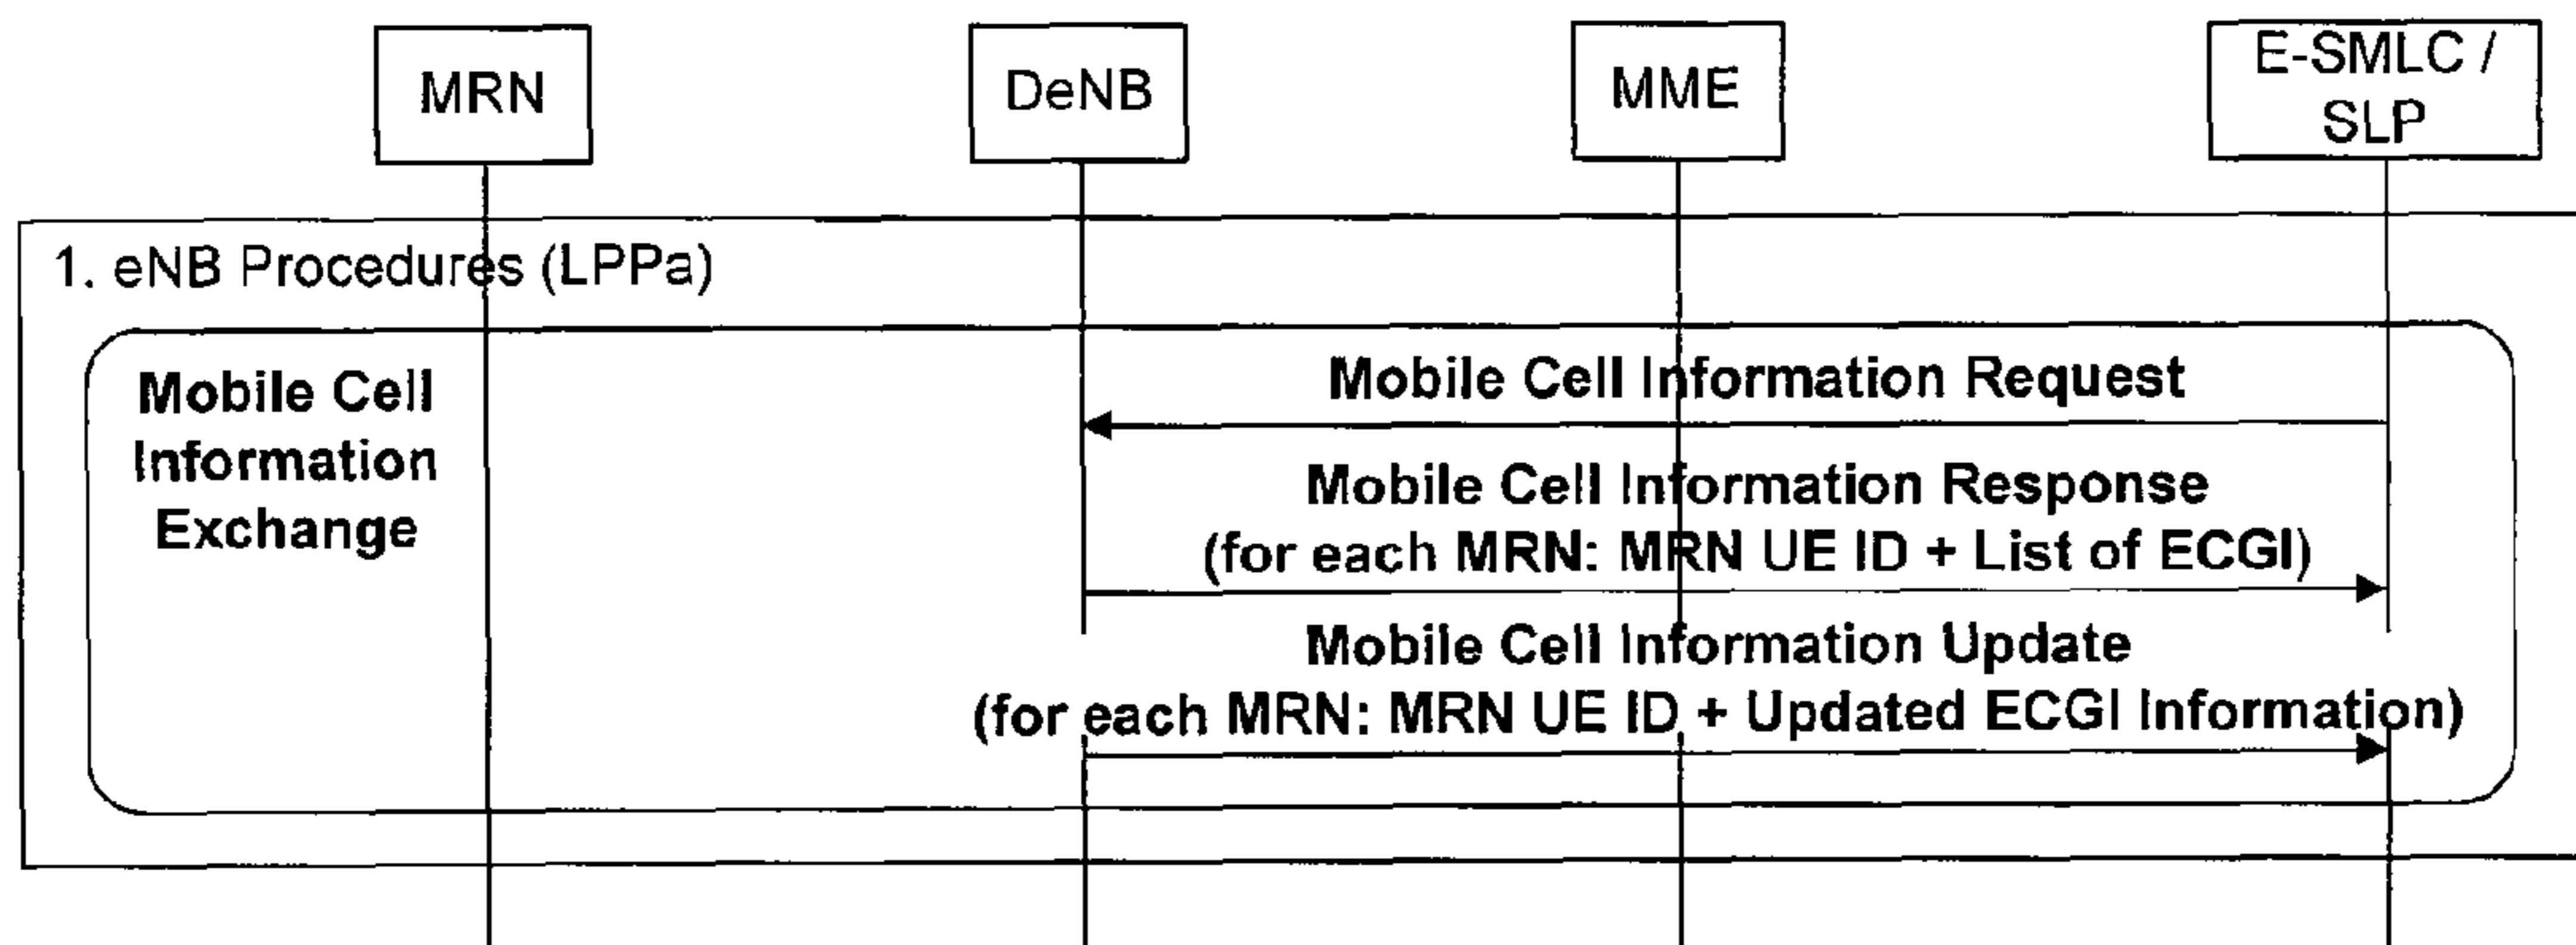 MRN
DeNB
MME
E-SMLC /
SLP
1. eNB Procedures (LPPa)
Mobile Cell
Information
Exchange
Mobile Cell Information Request
Mobile Cell Information Response
(for each MRN: MRN UE ID + List of ECGI)
Mobile Cell Information Update
(for each MRN: MRN UE ID + Updated ECGI Information)